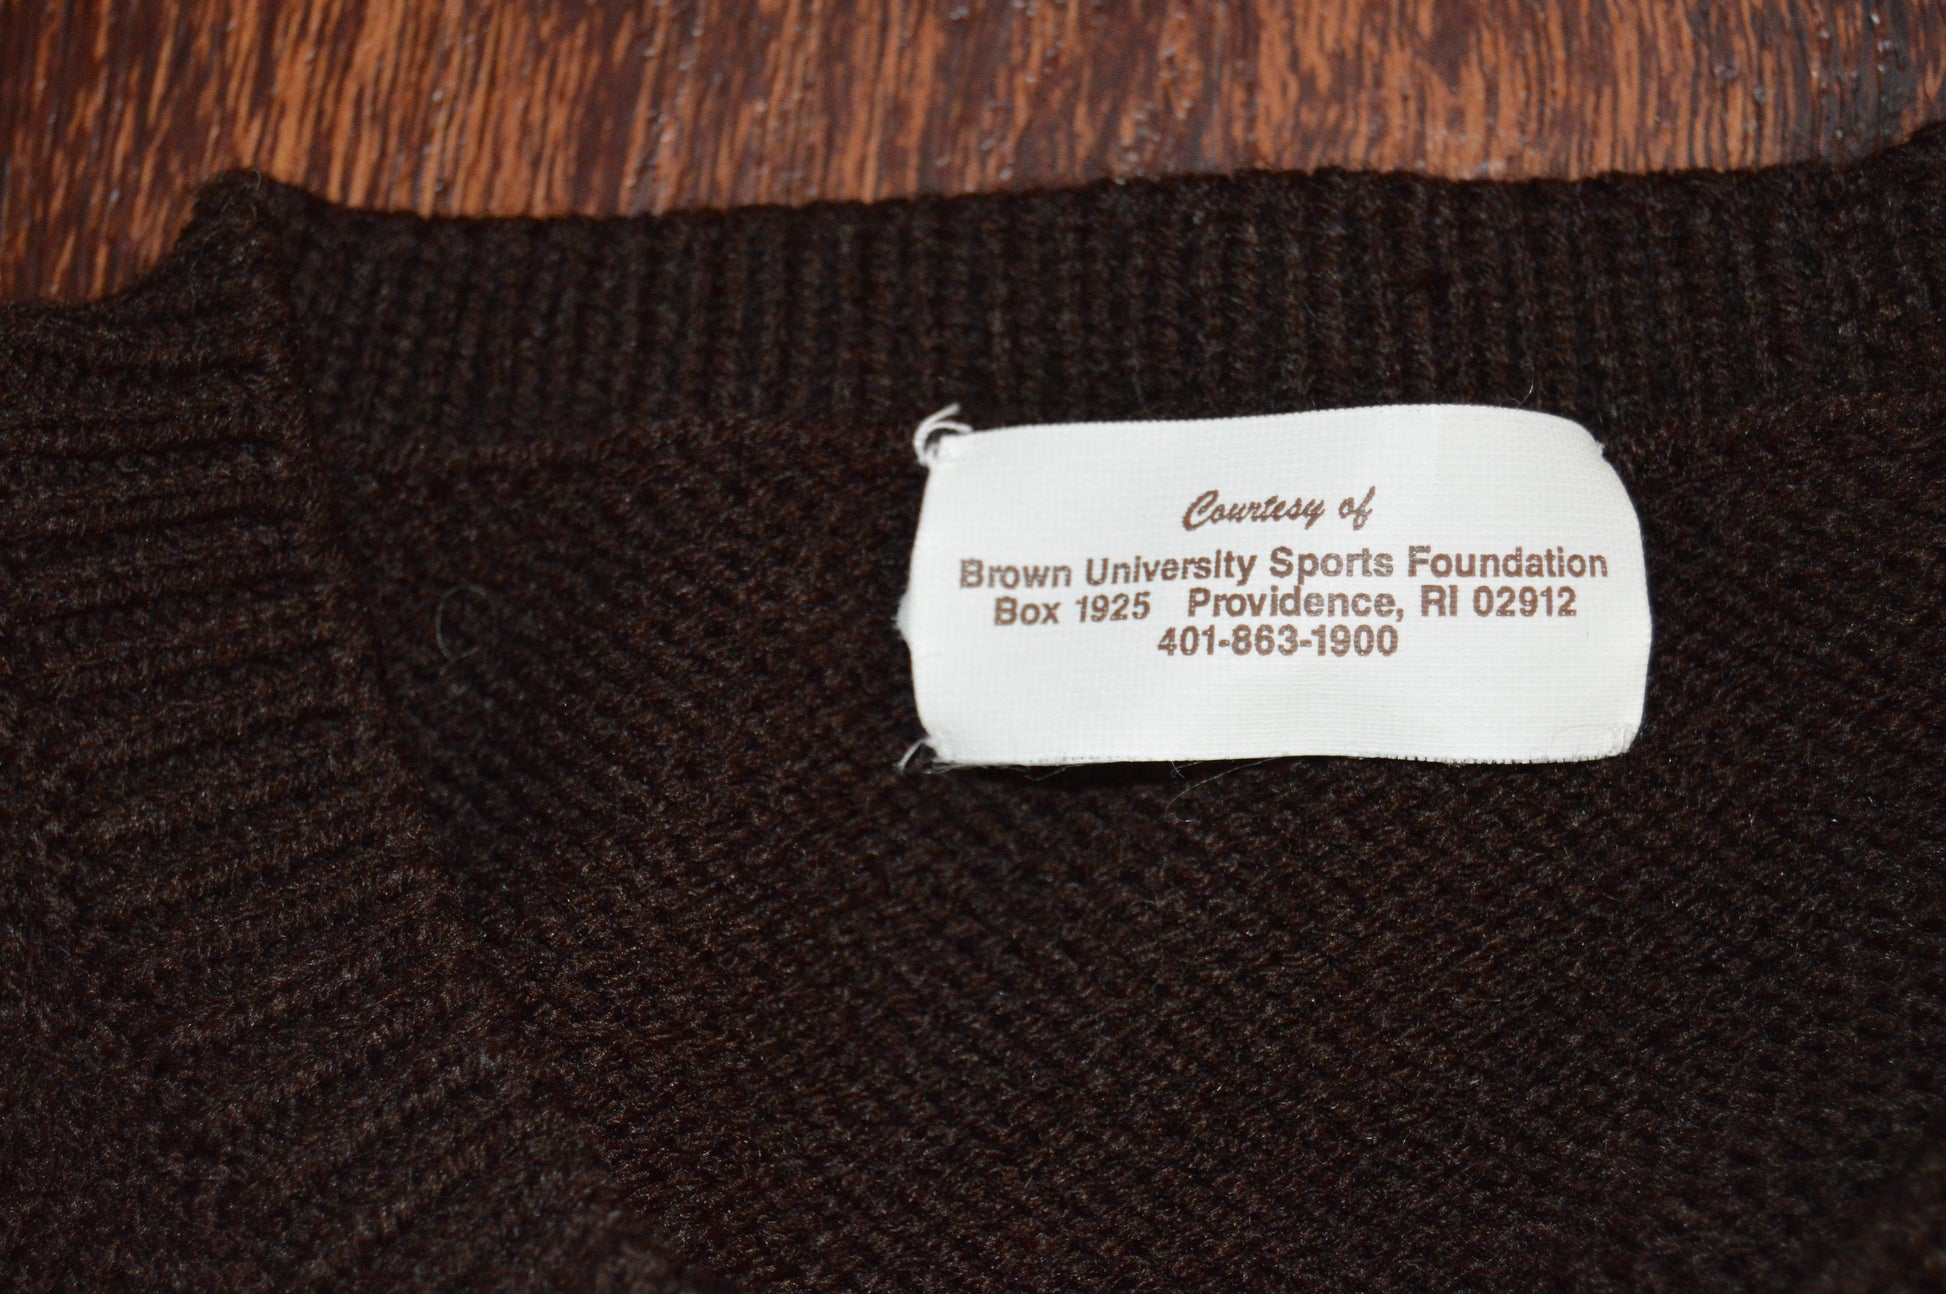 Courtesy of
Brown University Sports Foundation
Box 1925 Providence, RI 02912
401-863-1900